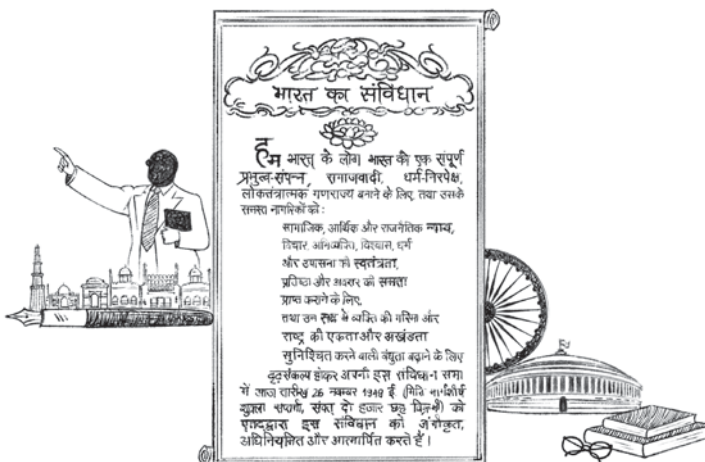 भारत का संविधान
हम भारत के लोग भारत को एक संपूर्ण
प्रभुत्व-संपन्न, समाजवादी, धर्म-निरपेक्ष,
लोकतंत्रात्मक गणराज्य बनाने के लिए तथा उसके
समस्त नागरिकों को:
सामाजिक, आर्थिक और राजनैतिक न्याय,
विचार, अभिव्यक्ति, विश्वास, धर्म
और उपासना की स्वतंत्रता,
प्रतिष्ठा और अवसर की समता
प्राप्त कराने के लिए,
तथा उन सब में व्यक्ति की गरिमा और
राष्ट्र की एकता और अखंडता
सुनिश्चित करने वाली बंधुता बढ़ाने के लिए
दृढ़संकल्प होकर अपनी इस संविधान सभा
में आज तारीख 26 नवम्बर 1949 ई. (मिति मार्गशीर्ष
शुक्ला सप्तमी, संवत् दो हजार छह विक्रमी) को
एतद्द्वारा इस संविधान को अंगीकृत,
अधिनियमित और आत्मार्पित करते हैं।